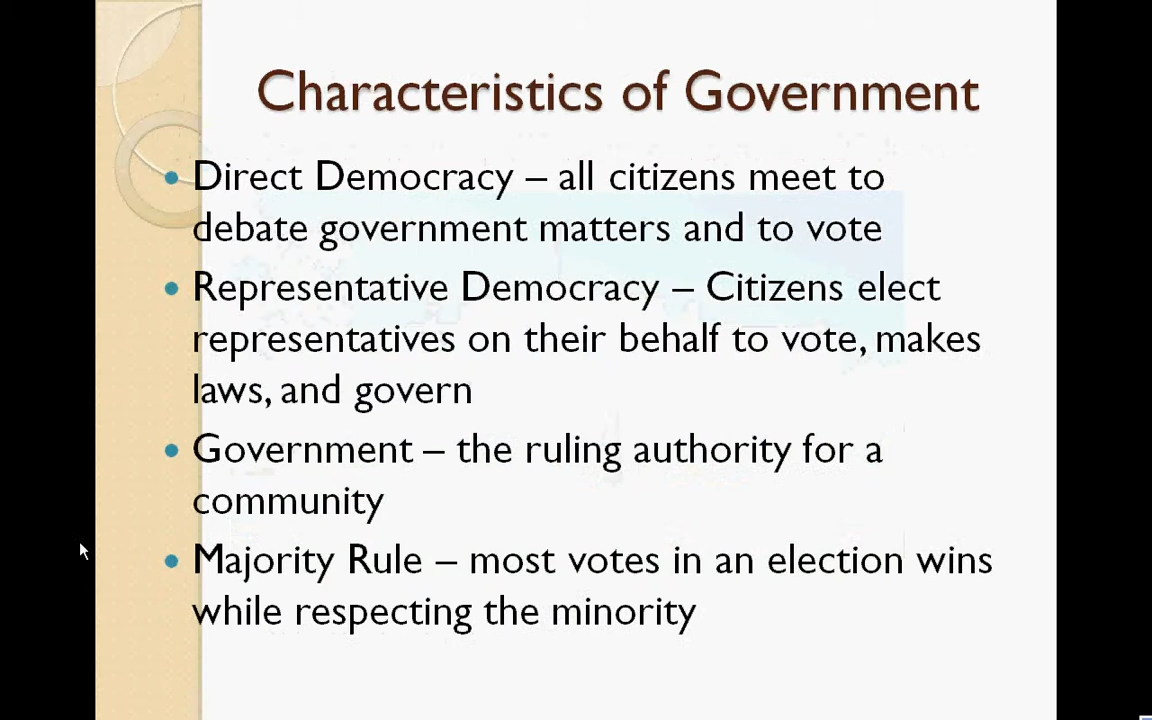 Characteristics of Government
• Direct Democracy – all citizens meet to
debate government matters and to vote
• Representative Democracy – Citizens elect
representatives on their behalf to vote, makes
laws, and govern
• Government – the ruling authority for a
community
• Majority Rule – most votes in an election wins
while respecting the minority